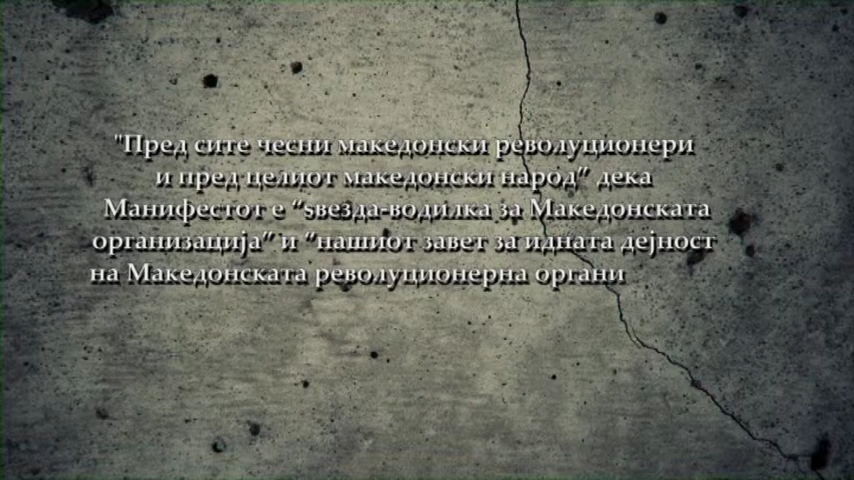 "Пред сите чесни македонски револуционери
и пред целиот македонски народ” дека
Манифестот е “ѕвезда-водилка за Македонската
организација” и “нашиот завет за идната дејност
на Македонската револуционерна органи